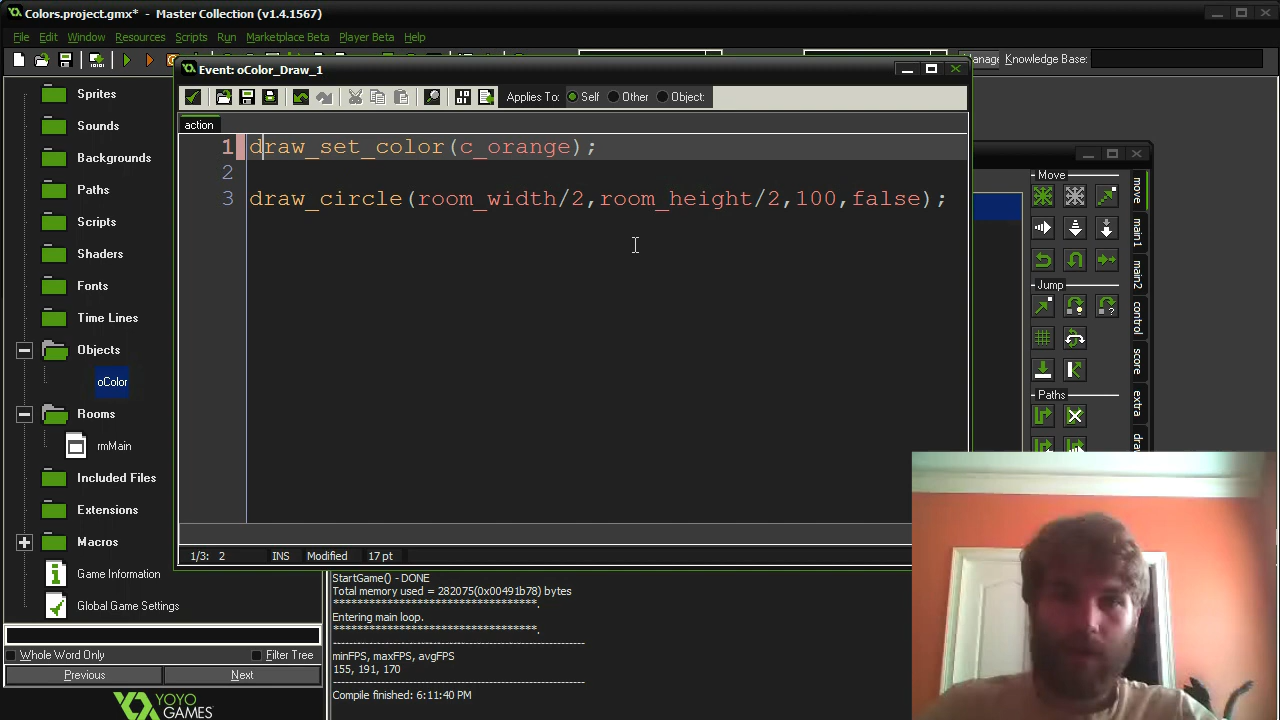 Colors.project.gmx* - Master Collection (v1.4.1567)
File Edit Window Resources Scripts Run Marketplace Beta Player Beta Help
Knowledge Base:
Event: oColor_Draw_1
Applies To: Self Other Object:
action
1 draw_set_color(c_orange);
2
3 draw_circle(room_width/2,room_height/2,100,false);
1/3: 2 INS Modified 17 pt
Sprites
Sounds
Backgrounds
Paths
Scripts
Shaders
Fonts
Time Lines
Objects
oColor
Rooms
rmMain
Included Files
Extensions
Macros
Game Information
Global Game Settings
Whole Word Only Filter Tree
Previous Next
YOYO
GAMES
Move
Jump
Paths
move
main1
main2
control
score
extra
StartGame() - DONE
Total memory used = 282075(0x00491b78) bytes
*********************************.
Entering main loop.
*********************************.
minFPS, maxFPS, avgFPS
155, 191, 170
Compile finished: 6:11:40 PM